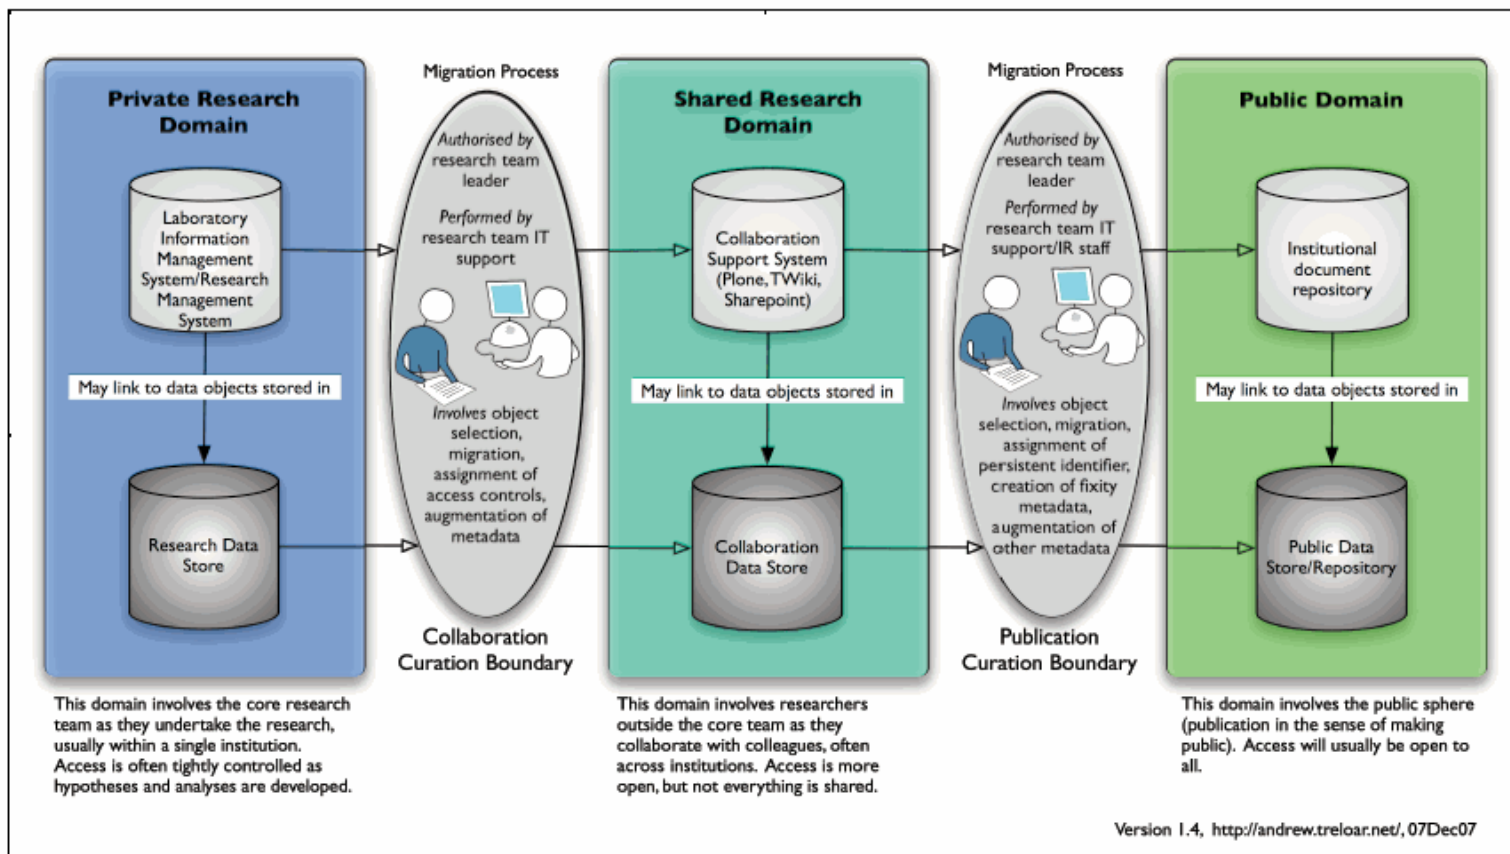 Private Research
Domain
Laboratory
Information
Management
System/Research
Management
System
May link to data objects stored in
Research Data
Store
This domain involves the core research
team as they undertake the research,
usually within a single institution.
Access is often tightly controlled as
hypotheses and analyses are developed.
Migration Process
Authorised by
research team
leader
Performed by
research team IT
support
Involves object
selection,
migration,
assignment of
access controls,
augmentation of
metadata
Collaboration
Curation Boundary
Shared Research
Domain
Collaboration
Support System
(Plone, TWiki,
Sharepoint)
May link to data objects stored in
Collaboration
Data Store
This domain involves researchers
outside the core team as they
collaborate with colleagues, often
across institutions. Access is more
open, but not everything is shared.
Migration Process
Authorised by
research team
leader
Performed by
research team IT
support/IR staff
Involves object
selection, migration,
assignment of
persistent identifier,
creation of fixity
metadata,
augmentation of
other metadata
Publication
Curation Boundary
Public Domain
Institutional
document
repository
May link to data objects stored in
Public Data
Store/Repository
This domain involves the public sphere
(publication in the sense of making
public). Access will usually be open to
all.
Version 1.4, http://andrew.treloar.net/, 07Dec07